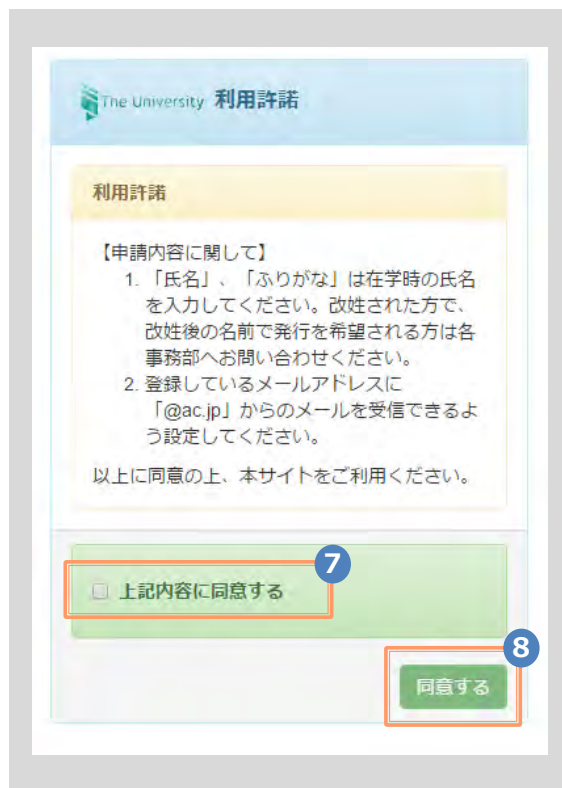 The University 利用許諾
利用許諾
【申請内容に関して】
1. 「氏名」、「ふりがな」は在学時の氏名
を入力してください。改姓された方で、
改姓後の名前で発行を希望される方は各
事務部へお問い合わせください。
2. 登録しているメールアドレスに
「@ac.jp」からのメールを受信できるよ
う設定してください。
以上に同意の上、本サイトをご利用ください。
7
上記内容に同意する
8
同意する